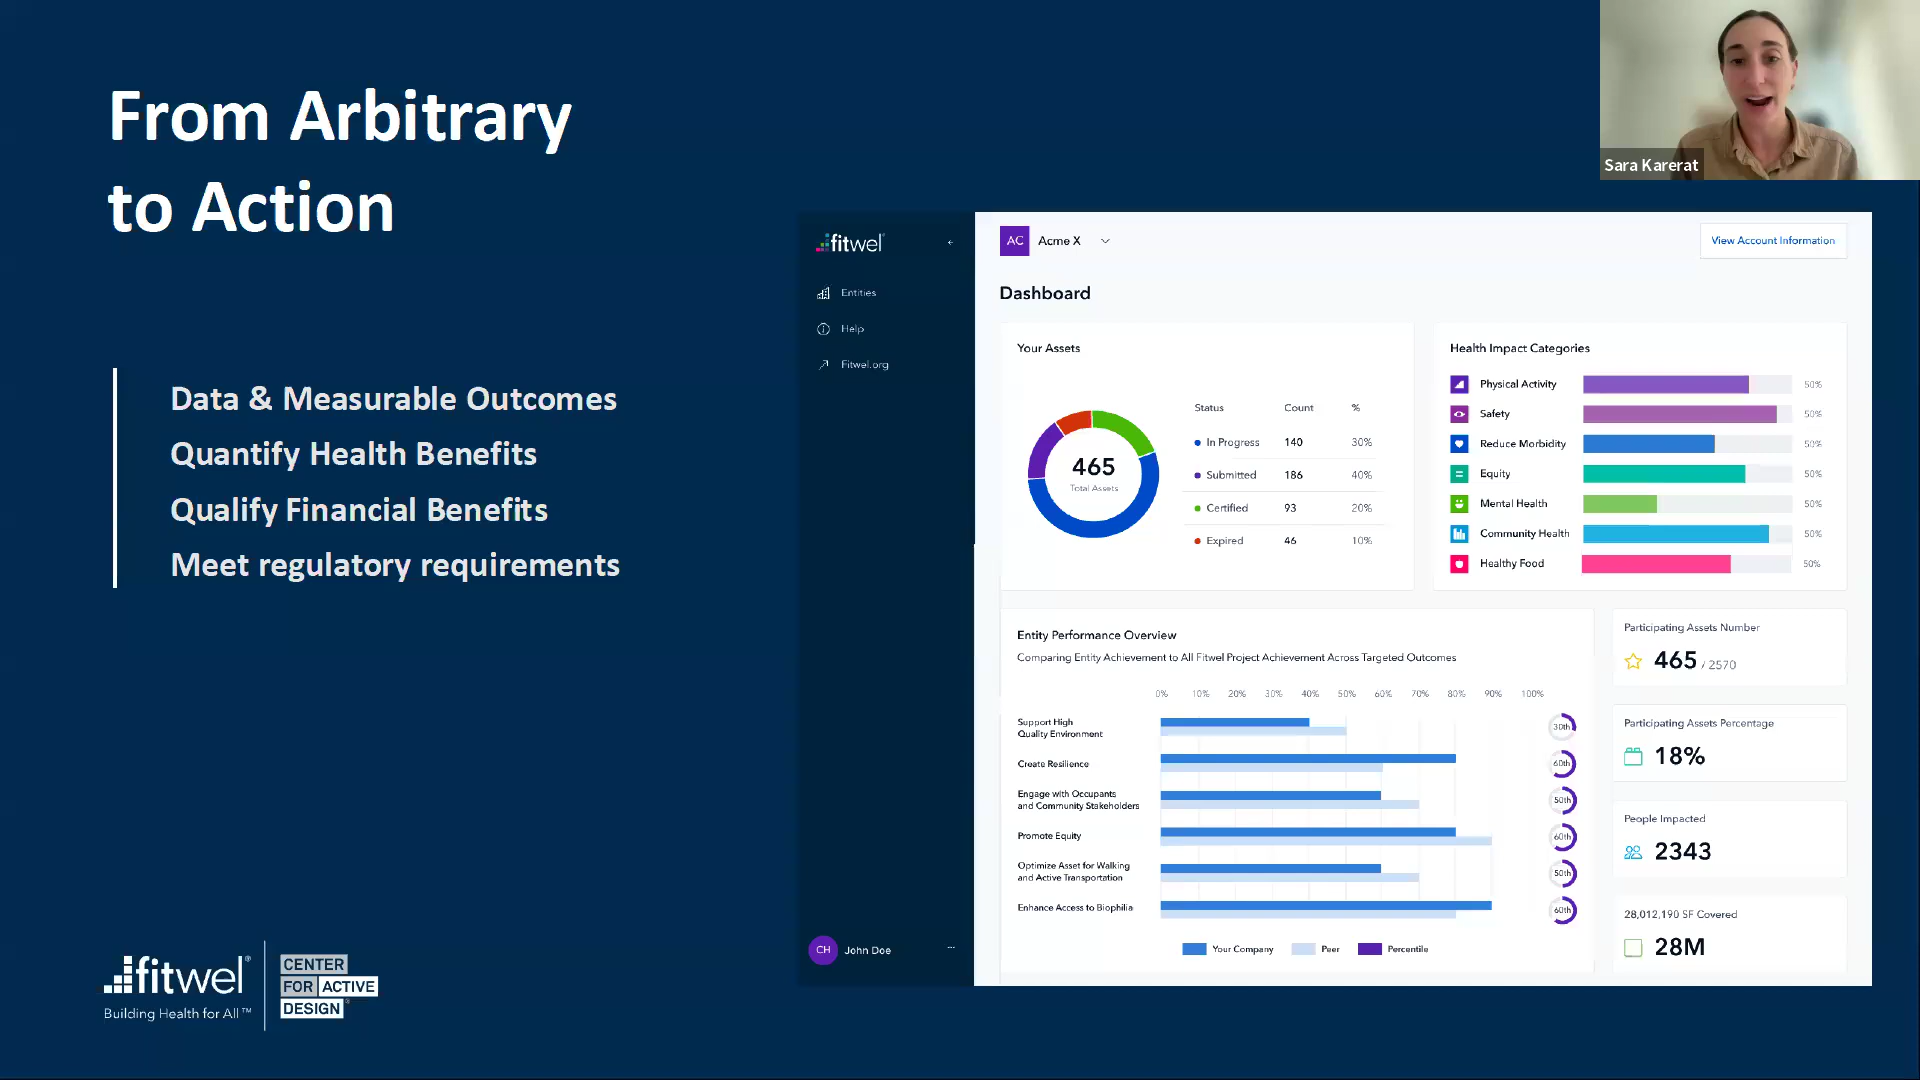 From Arbitrary
to Action
Data & Measurable Outcomes
Quantify Health Benefits
Qualify Financial Benefits
Meet regulatory requirements
fitwel®
Building Health for All™
CENTER
FOR ACTIVE
DESIGN
Sara Karerat
fitwel
Entities
Help
Fitwel.org
CH John Doe
AC Acme X
View Account Information
Dashboard
Your Assets
465
Total Assets
Status Count %
In Progress 140 30%
Submitted 186 40%
Certified 93 20%
Expired 46 10%
Health Impact Categories
Physical Activity 50%
Safety 50%
Reduce Morbidity 50%
Equity 50%
Mental Health 50%
Community Health 50%
Healthy Food 50%
Entity Performance Overview
Comparing Entity Achievement to All Fitwel Project Achievement Across Targeted Outcomes
0% 10% 20% 30% 40% 50% 60% 70% 80% 90% 100%
Support High
Quality Environment
30th
Create Resilience
60th
Engage with Occupants
and Community Stakeholders
50th
Promote Equity
60th
Optimize Asset for Walking
and Active Transportation
50th
Enhance Access to Biophilia
60th
Your Company Peer Percentile
Participating Assets Number
465 / 2570
Participating Assets Percentage
18%
People Impacted
2343
28,012,190 SF Covered
28M